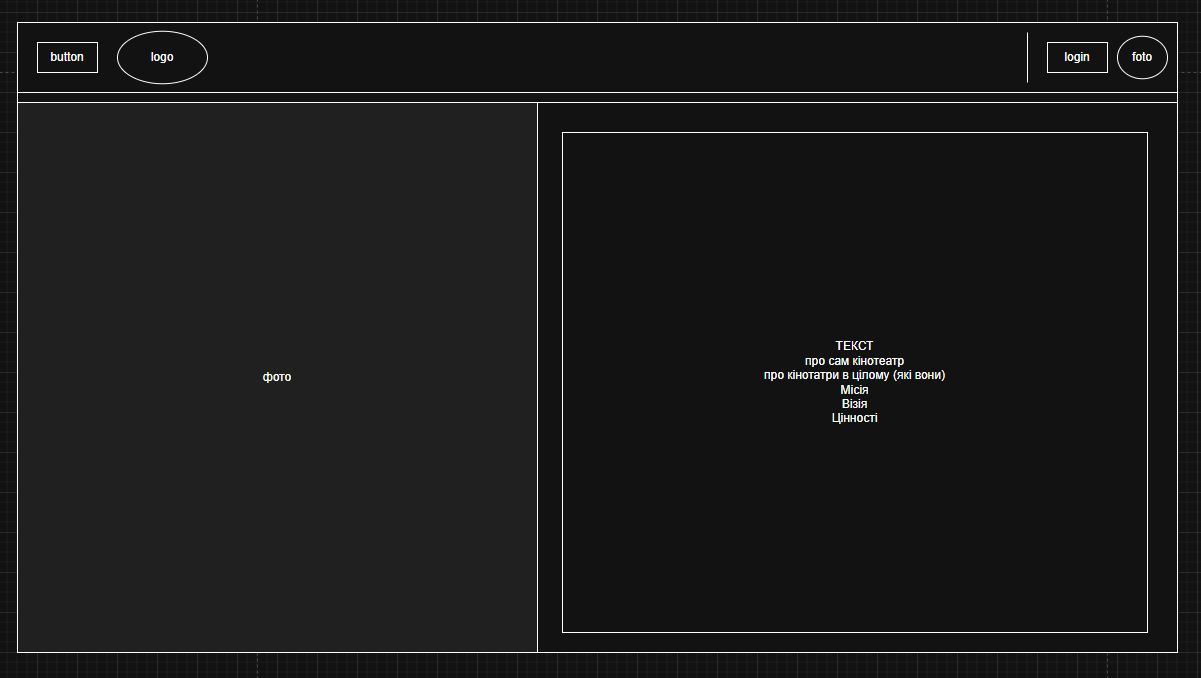 button
logo
login
foto
фото
ТЕКСТ
про сам кінотеатр
про кінотатри в цілому (які вони)
Місія
Візія
Цінності